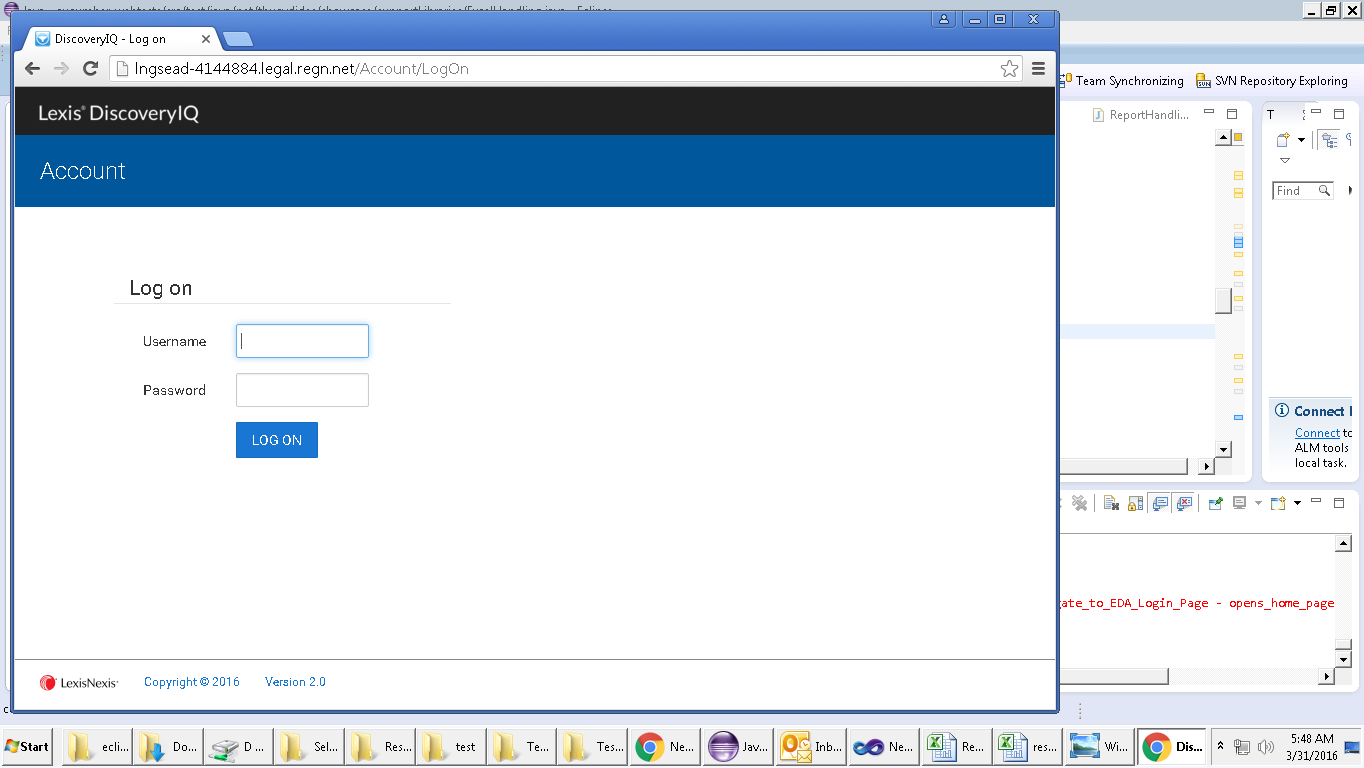 DiscoveryIQ - Log on
lngsead-4144884.legal.regn.net/Account/LogOn
Lexis® DiscoveryIQ
Account
Log on
Username
Password
LOG ON
LexisNexis
Copyright © 2016
Version 2.0
Team Synchronizing
SVN Repository Exploring
ReportHandli...
T
Find
Connect
Connect to
ALM tools
local task.
gate_to_EDA_Login_Page - opens_home_page
Start
ecli...
Do...
D ...
Sel...
Res...
test
Te...
Tes...
Ne...
Jav...
Inb...
Ne...
Re...
res...
Wi...
Dis...
5:48 AM
3/31/2016